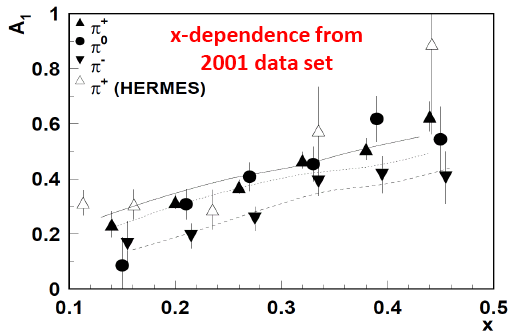 A₁
1
0.8
0.6
0.4
0.2
0
π⁺
π⁰
π⁻
π⁺ (HERMES)
x-dependence from
2001 data set
0.1
0.2
0.3
0.4
0.5
x